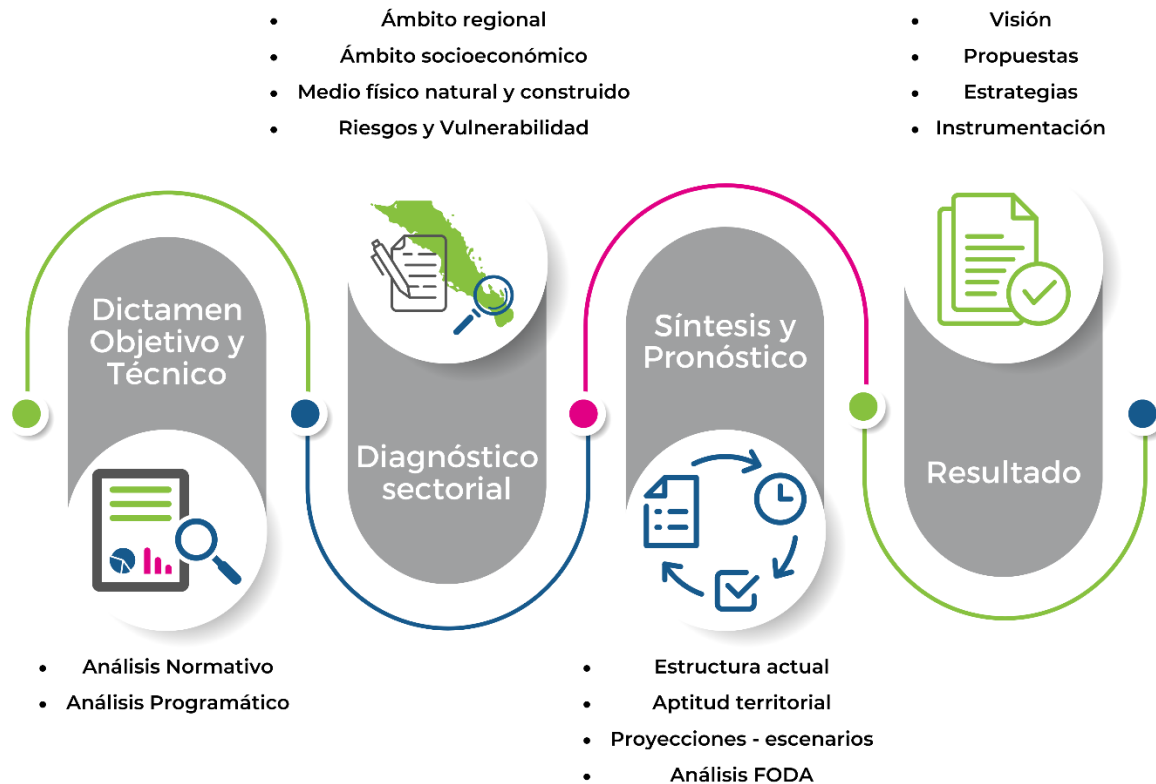 Dictamen
Objetivo y
Técnico
• Análisis Normativo
• Análisis Programático
• Ámbito regional
• Ámbito socioeconómico
• Medio físico natural y construido
• Riesgos y Vulnerabilidad
Diagnóstico
sectorial
Síntesis y
Pronóstico
• Estructura actual
• Aptitud territorial
• Proyecciones - escenarios
• Análisis FODA
• Visión
• Propuestas
• Estrategias
• Instrumentación
Resultado